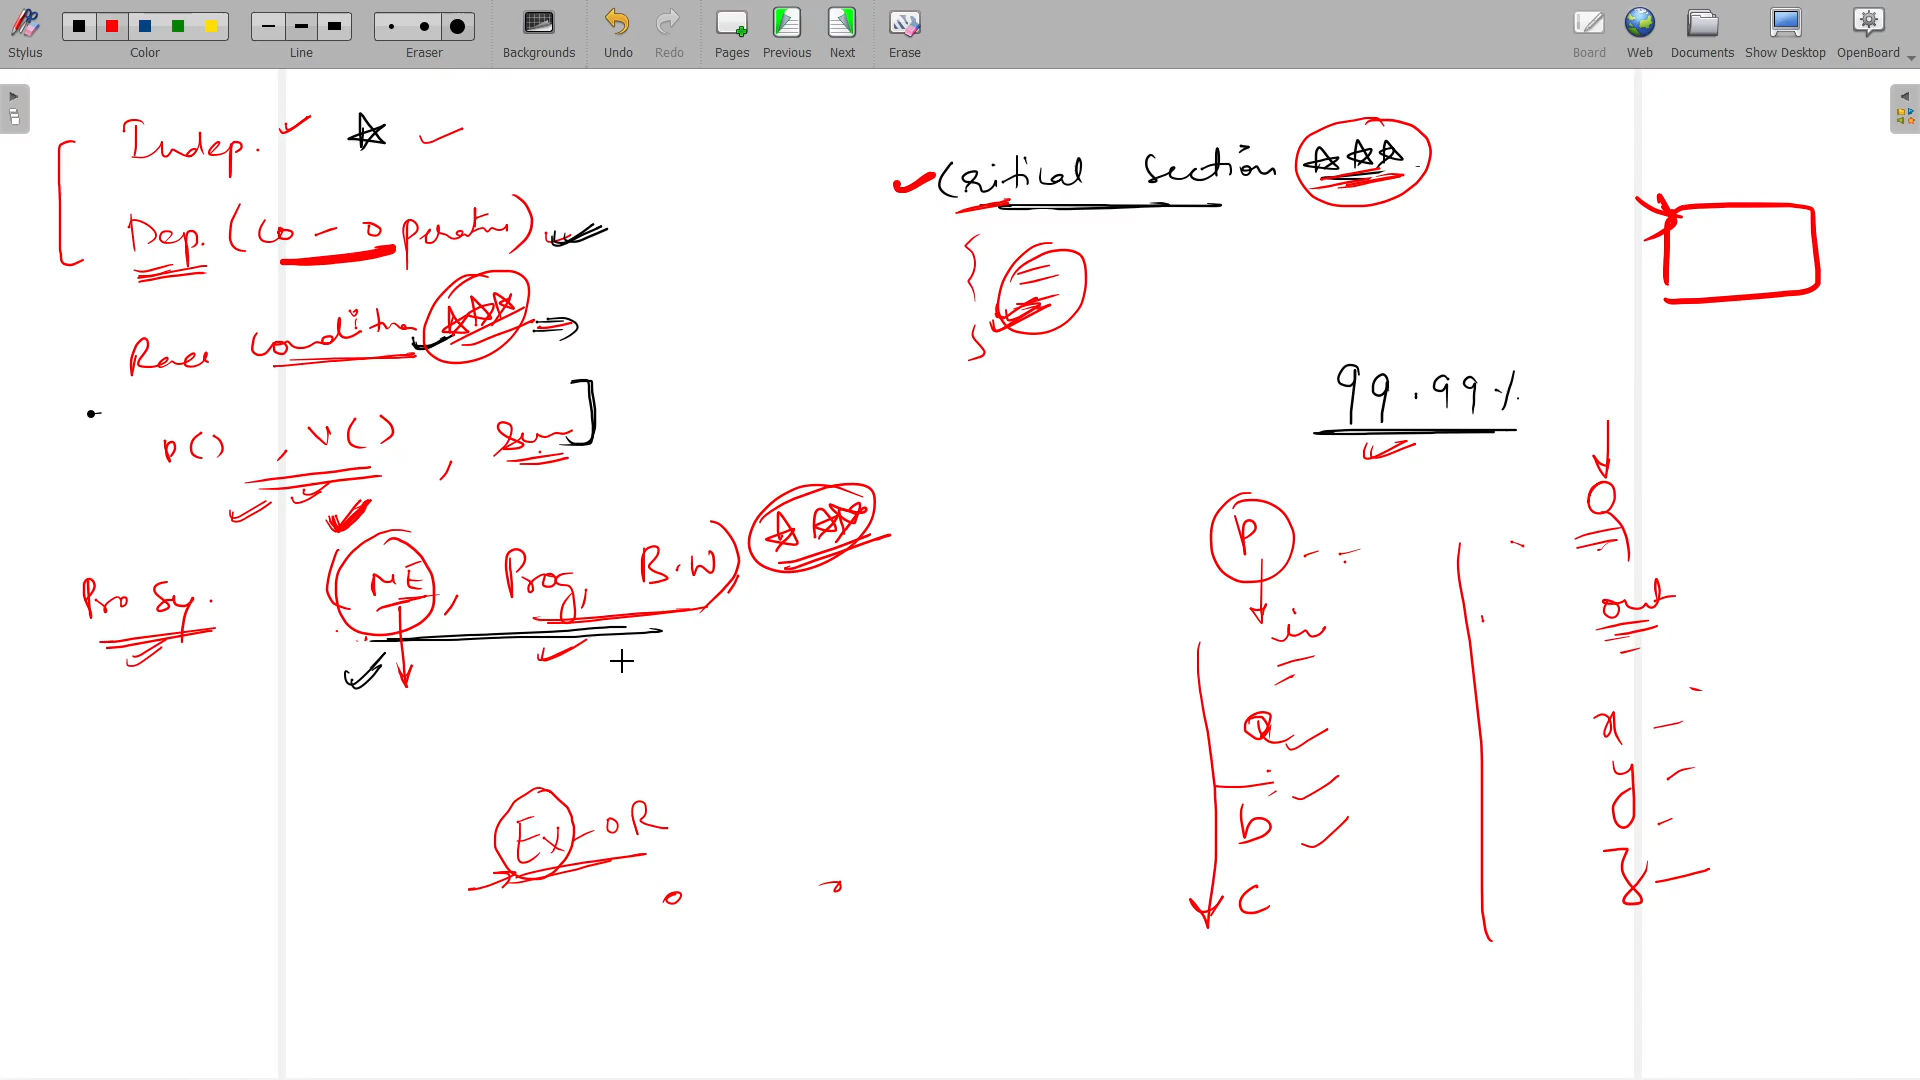 Stylus Color Line Eraser Backgrounds Undo Redo Pages Previous Next Erase Board Web Documents Show Desktop OpenBoard
Indep.
Dep. (Co-operative)
Race condition
P() , V() , Sem
Pro Sy. (ME, Prog, B.W)
Ex-OR
Critical Section
99.99%
P
in
a
b
c
Q
out
x
y
z